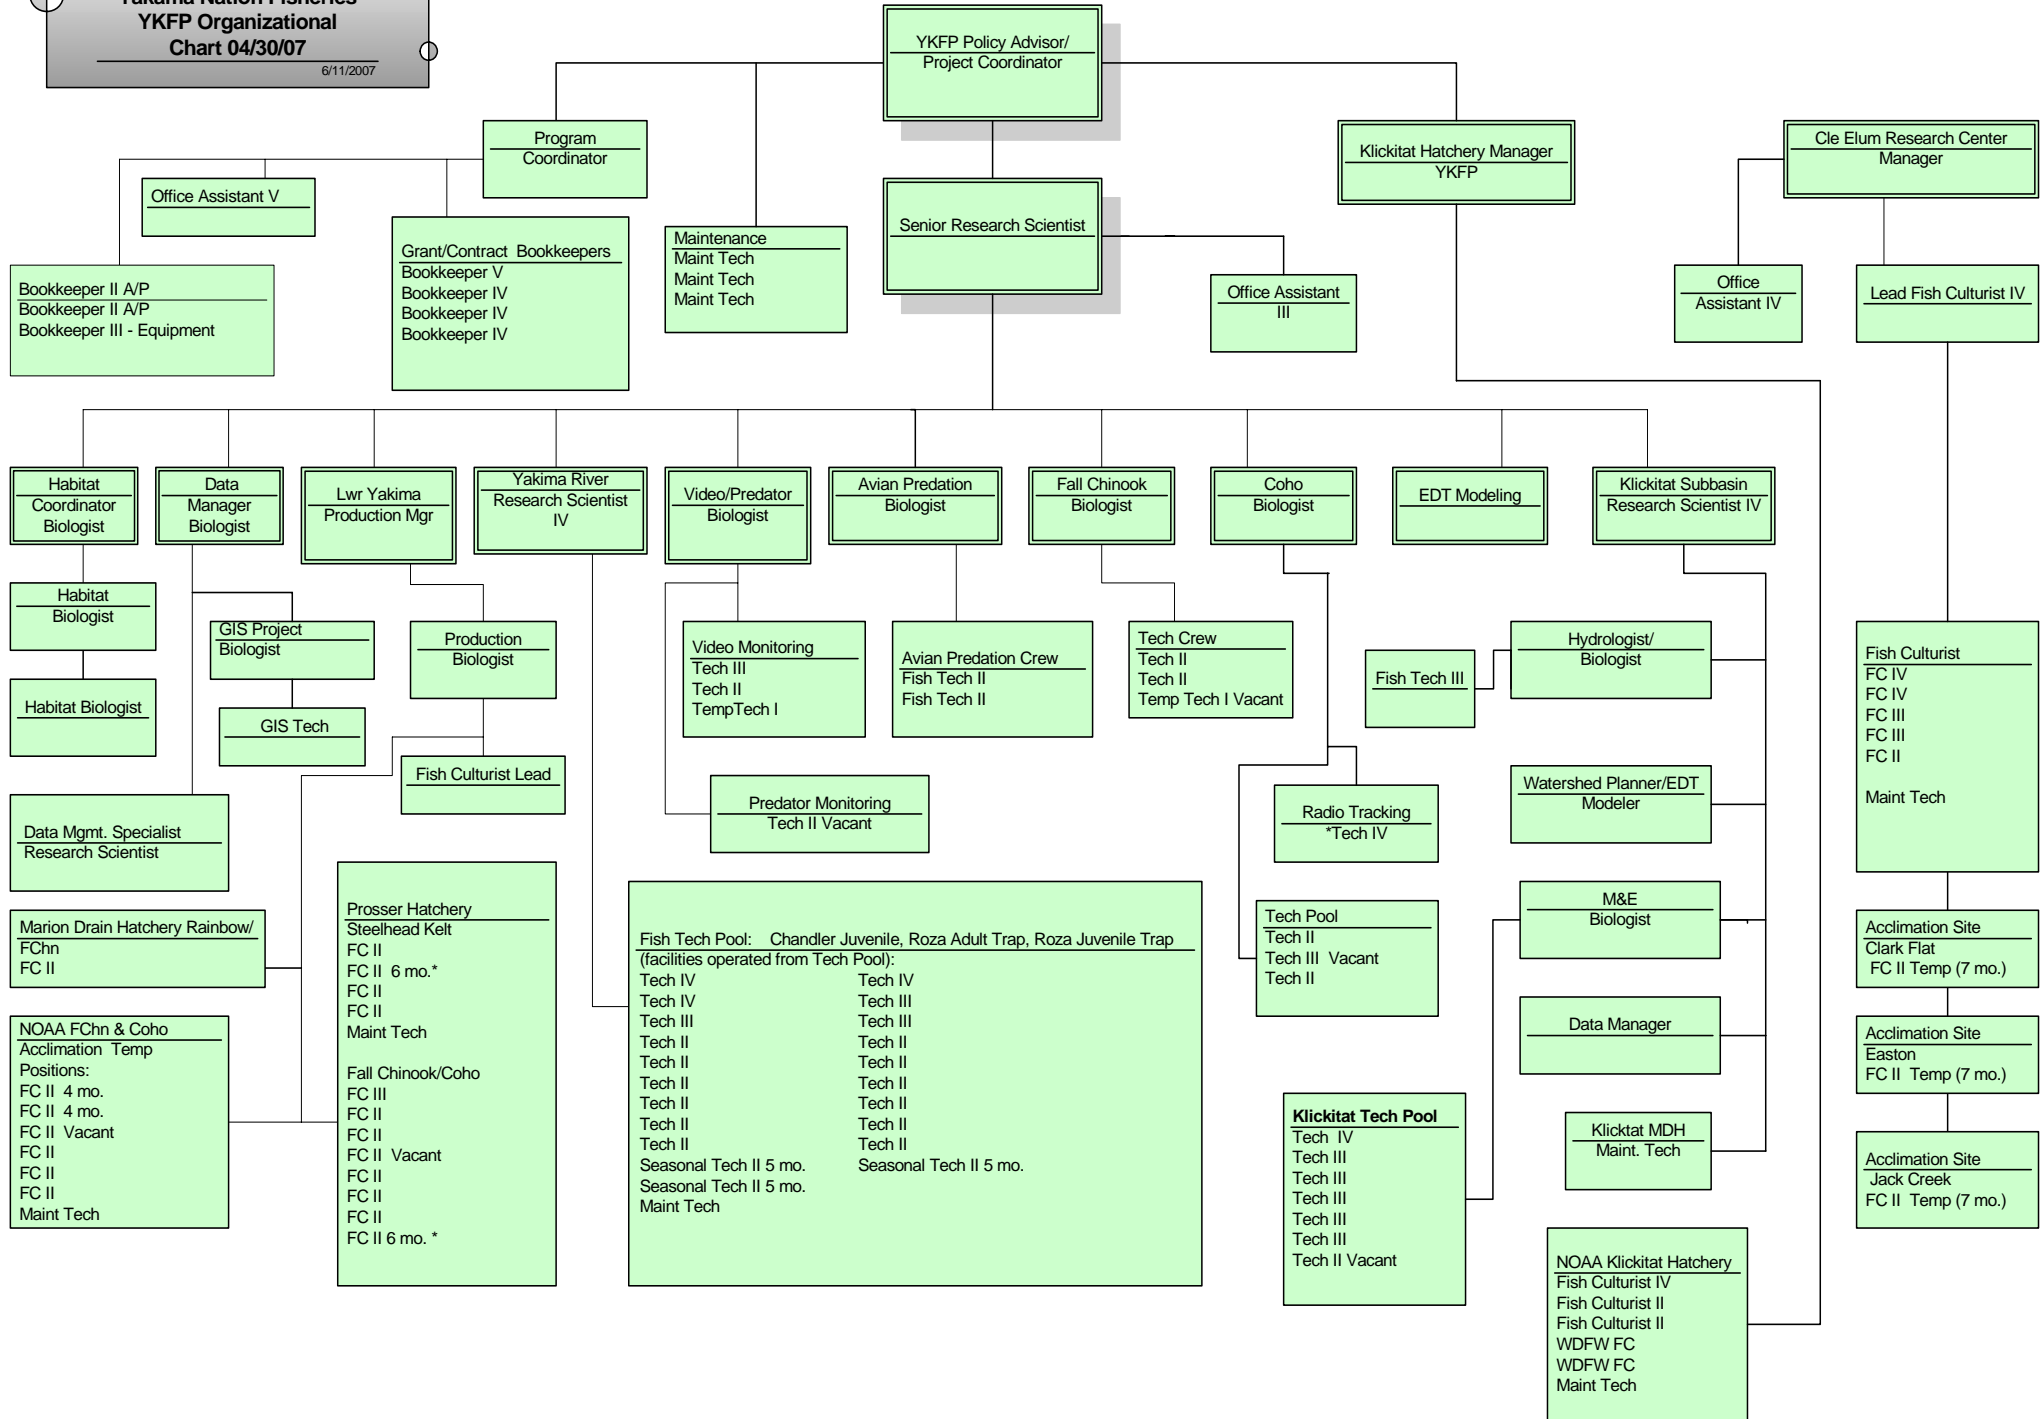 Yakama Nation Fisheries
YKFP Organizational
Chart 04/30/07
6/11/2007
YKFP Policy Advisor/
Project Coordinator
Program
Coordinator
Klickitat Hatchery Manager
YKFP
Cle Elum Research Center
Manager
Office Assistant V
Senior Research Scientist
Grant/Contract Bookkeepers
Bookkeeper V
Bookkeeper IV
Bookkeeper IV
Bookkeeper IV
Maintenance
Maint Tech
Maint Tech
Maint Tech
Bookkeeper II A/P
Bookkeeper II A/P
Bookkeeper III - Equipment
Office Assistant
III
Office
Assistant IV
Lead Fish Culturist IV
Habitat
Coordinator
Biologist
Data
Manager
Biologist
Lwr Yakima
Production Mgr
Yakima River
Research Scientist
IV
Video/Predator
Biologist
Avian Predation
Biologist
Fall Chinook
Biologist
Coho
Biologist
EDT Modeling
Klickitat Subbasin
Research Scientist IV
Habitat
Biologist
GIS Project
Biologist
Production
Biologist
Video Monitoring
Tech III
Tech II
TempTech I
Avian Predation Crew
Fish Tech II
Fish Tech II
Tech Crew
Tech II
Tech II
Temp Tech I Vacant
Fish Tech III
Hydrologist/
Biologist
Fish Culturist
FC IV
FC IV
FC III
FC III
FC II
Maint Tech
Habitat Biologist
GIS Tech
Fish Culturist Lead
Predator Monitoring
Tech II Vacant
Radio Tracking
*Tech IV
Watershed Planner/EDT
Modeler
Data Mgmt. Specialist
Research Scientist
Marion Drain Hatchery Rainbow/
FChn
FC II
NOAA FChn & Coho
Acclimation Temp
Positions:
FC II 4 mo.
FC II 4 mo.
FC II Vacant
FC II
FC II
FC II
Maint Tech
Prosser Hatchery
Steelhead Kelt
FC II
FC II 6 mo.*
FC II
FC II
Maint Tech
Fall Chinook/Coho
FC III
FC II
FC II
FC II Vacant
FC II
FC II
FC II
FC II 6 mo. *
Fish Tech Pool: Chandler Juvenile, Roza Adult Trap, Roza Juvenile Trap
(facilities operated from Tech Pool):
Tech IV Tech IV
Tech IV Tech III
Tech III Tech III
Tech II Tech II
Tech II Tech II
Tech II Tech II
Tech II Tech II
Tech II Tech II
Tech II Tech II
Seasonal Tech II 5 mo. Seasonal Tech II 5 mo.
Seasonal Tech II 5 mo.
Maint Tech
Tech Pool
Tech II
Tech III Vacant
Tech II
M&E
Biologist
Data Manager
Klicktat MDH
Maint. Tech
Klickitat Tech Pool
Tech IV
Tech III
Tech III
Tech III
Tech III
Tech III
Tech II Vacant
NOAA Klickitat Hatchery
Fish Culturist IV
Fish Culturist II
Fish Culturist II
WDFW FC
WDFW FC
Maint Tech
Acclimation Site
Clark Flat
FC II Temp (7 mo.)
Acclimation Site
Easton
FC II Temp (7 mo.)
Acclimation Site
Jack Creek
FC II Temp (7 mo.)